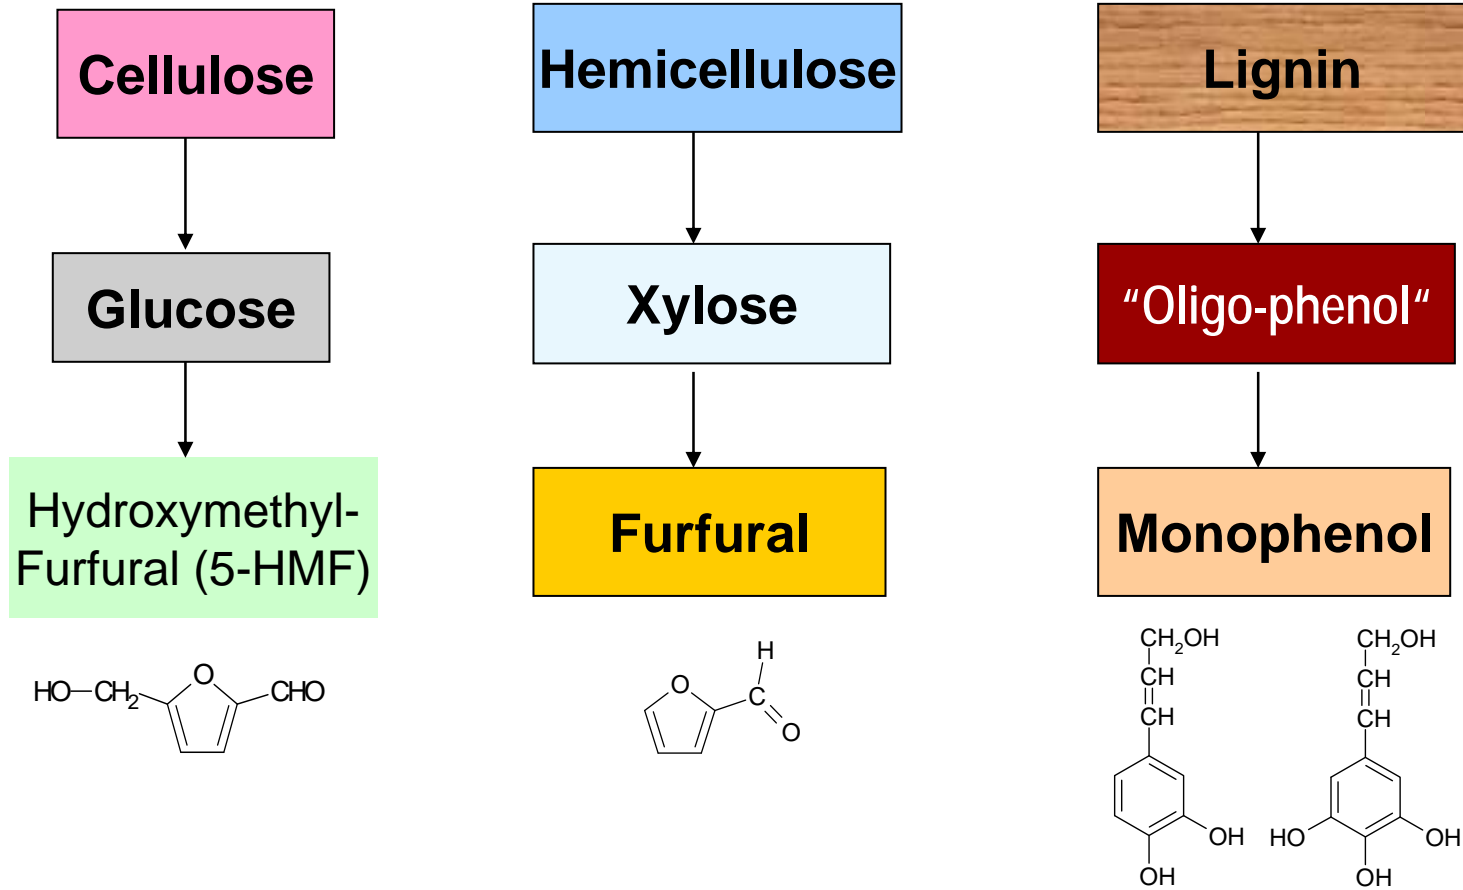 Cellulose
Hemicellulose
Lignin
Glucose
Xylose
“Oligo-phenol“
Hydroxymethyl-
Furfural (5-HMF)
Furfural
Monophenol
HO—CH2
O
CHO
O
H
C
O
CH2OH
CH
CH
OH
OH
CH2OH
CH
CH
HO
OH
OH